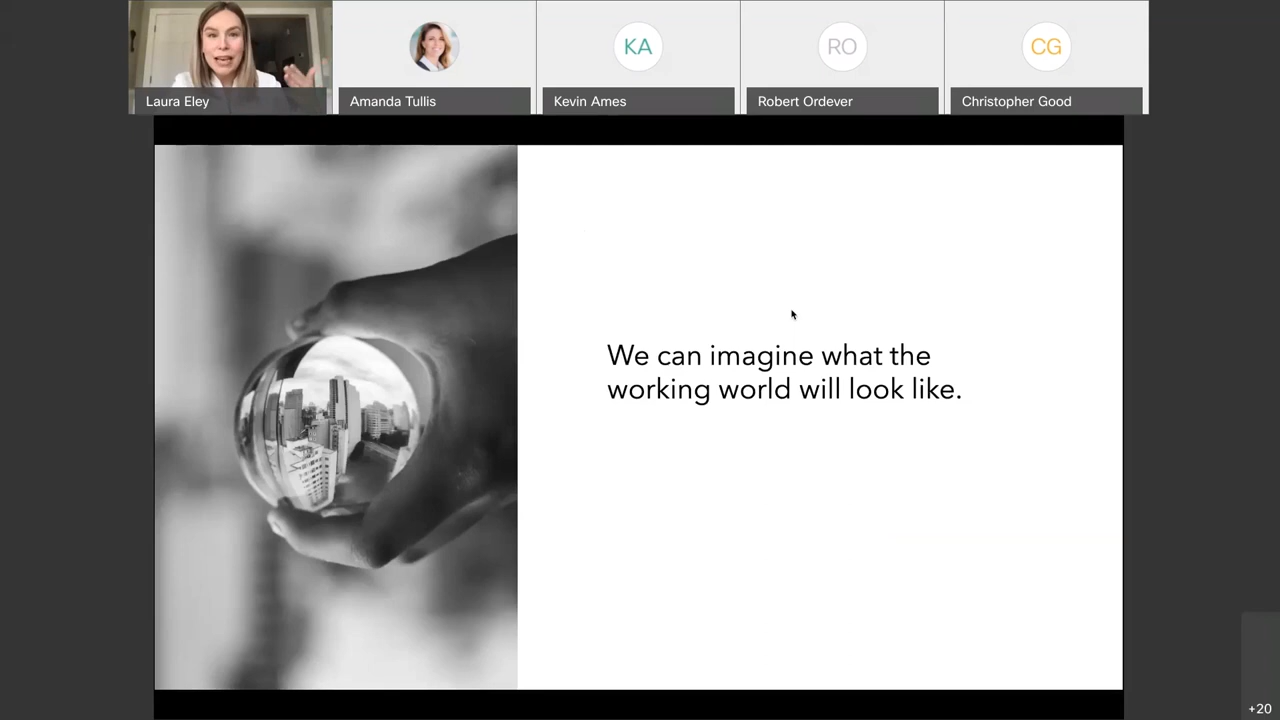 Laura Eley
Amanda Tullis
KA
Kevin Ames
RO
Robert Ordever
CG
Christopher Good
We can imagine what the
working world will look like.
+20